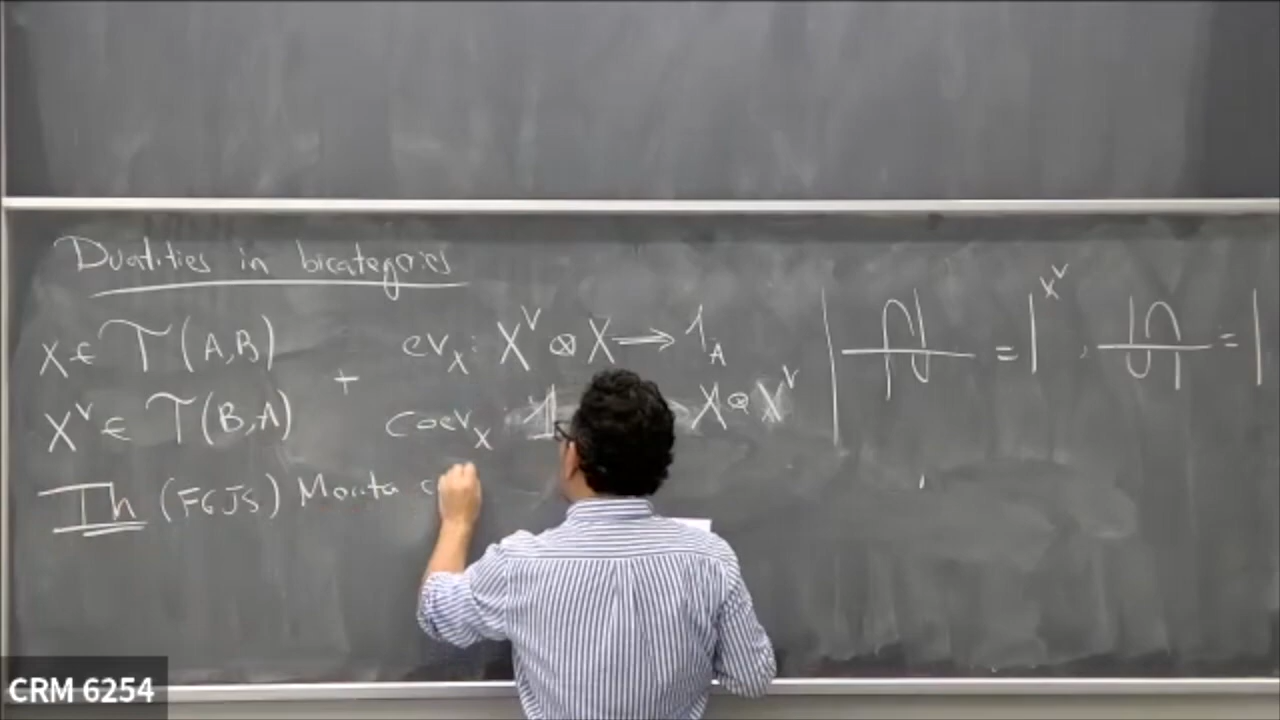 Dualities in bicategories
X ∈ T(A,B) + ev_X : X^v ⊗ X ⟹ 1_A = | X^v , = |
X^v ∈ T(B,A) coev_X : 1 X ⊗ X^v
Th (FGJS) Morita c
CRM 6254